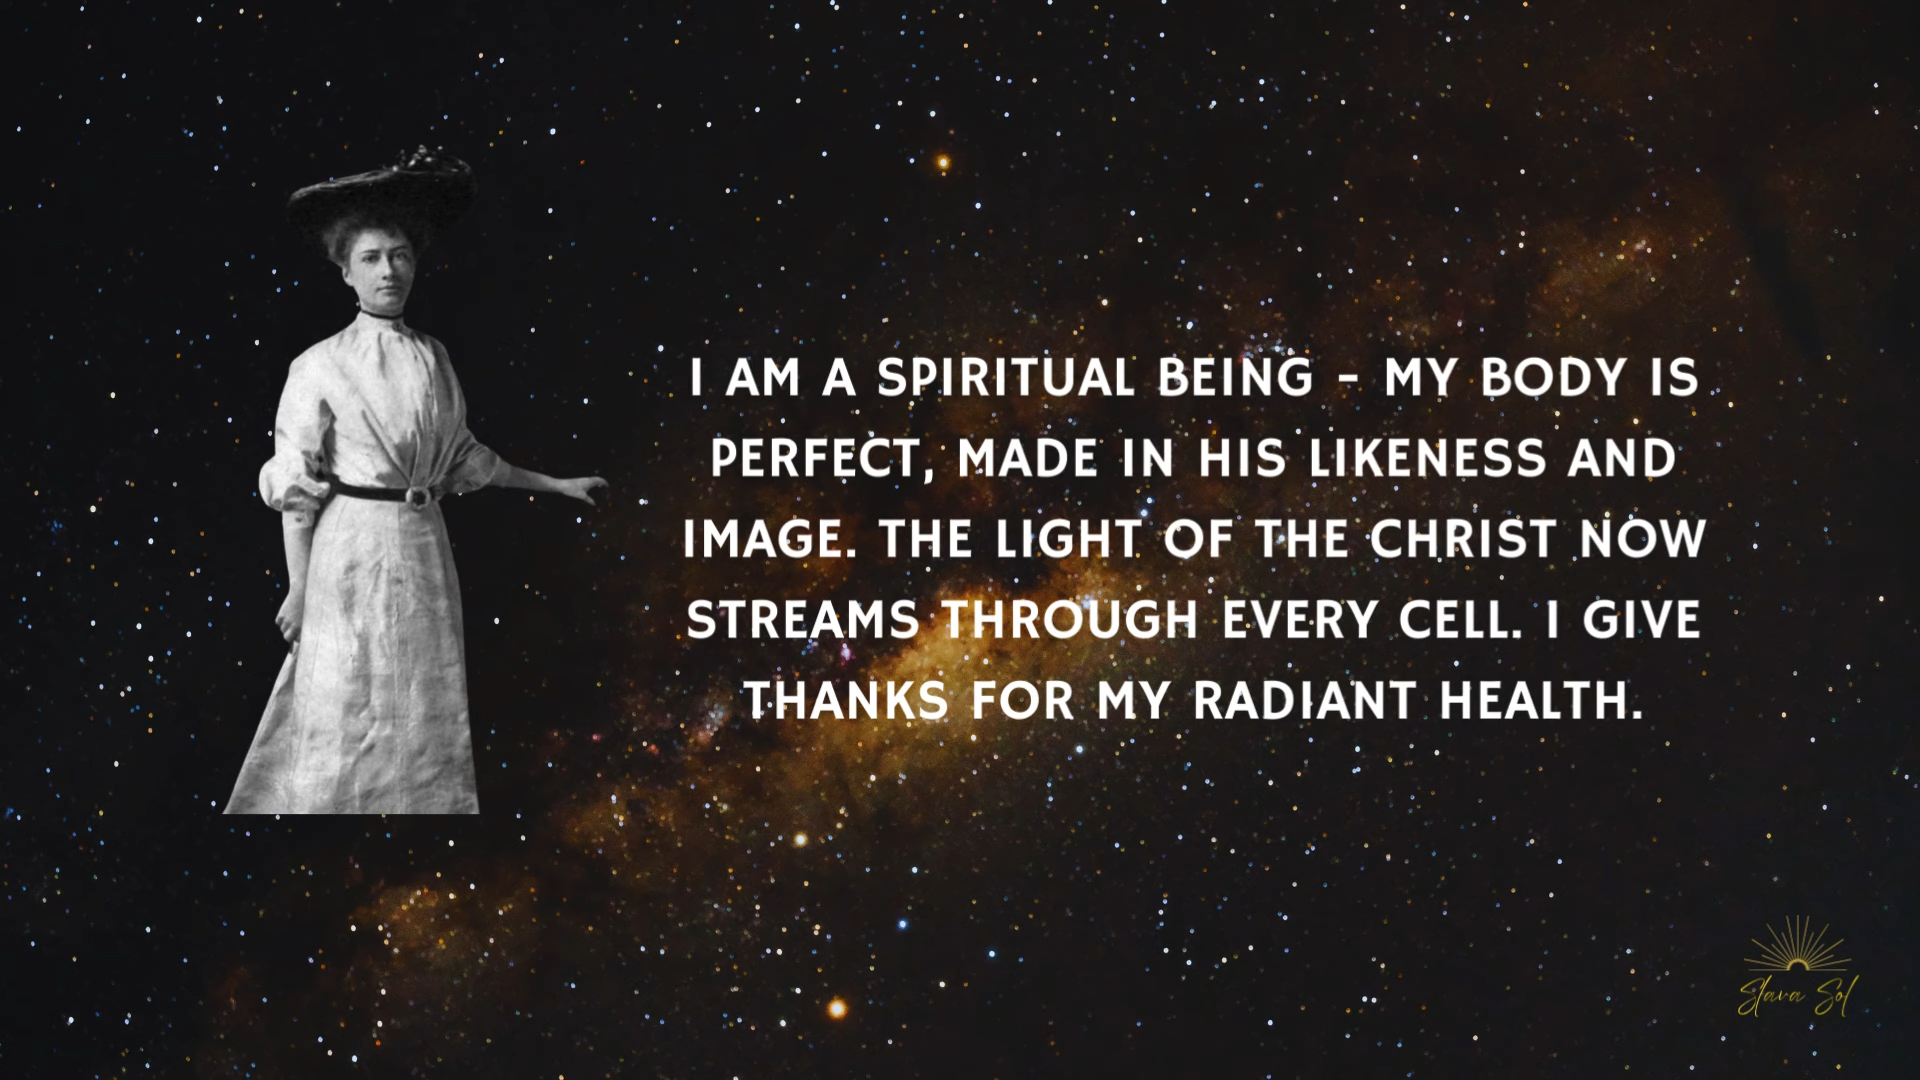 I AM A SPIRITUAL BEING - MY BODY IS
PERFECT, MADE IN HIS LIKENESS AND
IMAGE. THE LIGHT OF THE CHRIST NOW
STREAMS THROUGH EVERY CELL. I GIVE
THANKS FOR MY RADIANT HEALTH.
Slava Sol